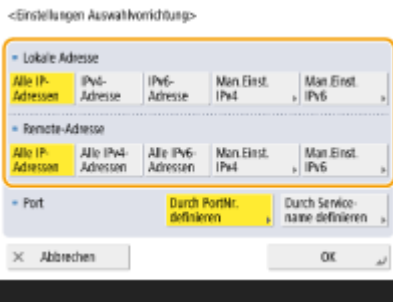 <Einstellungen Auswahlvorrichtung>
Lokale Adresse
Alle IP- IPv4- IPv6- Man.Einst. Man.Einst.
Adressen Adresse Adresse IPv4 IPv6
Remote-Adresse
Alle IP- Alle IPv4- Alle IPv6- Man.Einst. Man.Einst.
Adressen Adressen Adressen IPv4 IPv6
Port Durch PortNr. Durch Service-
definieren name definieren
Abbrechen OK